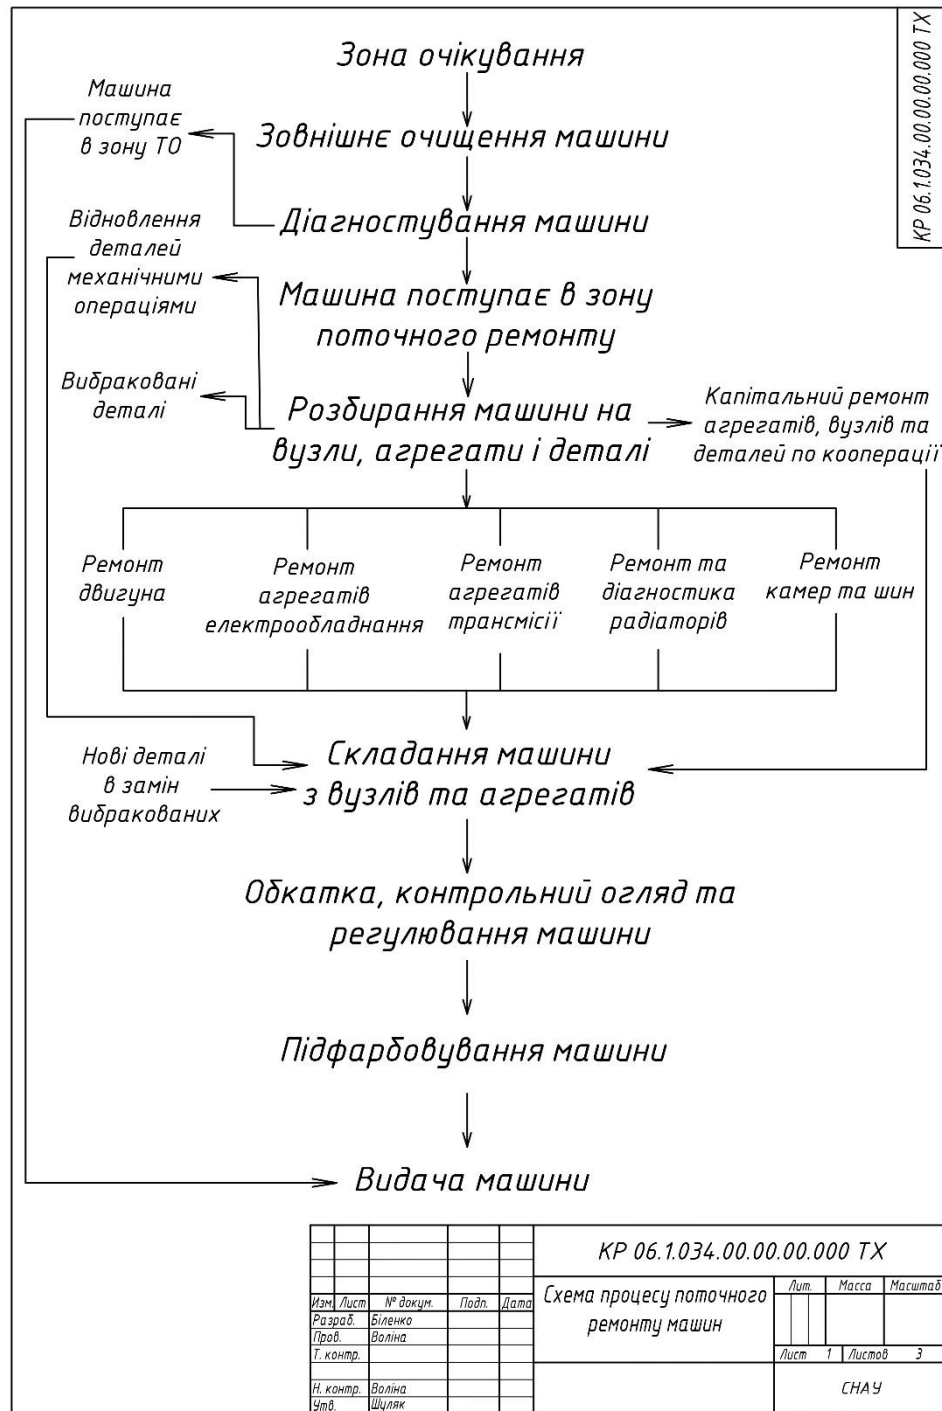 КР 06.1.034.00.00.00.000 ТХ
Зона очікування
Машина
поступає
в зону ТО
Зовнішнє очищення машини
Діагностування машини
Відновлення
деталей
механічними
операціями
Машина поступає в зону
поточного ремонту
Вибраковані
деталі
Розбирання машини на
вузли, агрегати і деталі
Капітальний ремонт
агрегатів, вузлів та
деталей по кооперації
Ремонт
двигуна
Ремонт
агрегатів
електрообладнання
Ремонт
агрегатів
трансмісії
Ремонт та
діагностика
радіаторів
Ремонт
камер та шин
Складання машини
з вузлів та агрегатів
Нові деталі
в замін
вибракованих
Обкатка, контрольний огляд та
регулювання машини
Підфарбовування машини
Видача машини
КР 06.1.034.00.00.00.000 ТХ
Изм. Лист № докум. Подп. Дата
Разраб. Біленко
Пров. Воліна
Т. контр.
Н. контр. Воліна
Утв. Шуляк
Схема процесу поточного
ремонту машин
Лит. Масса Масштаб
Лист 1 Листов 3
СНАУ